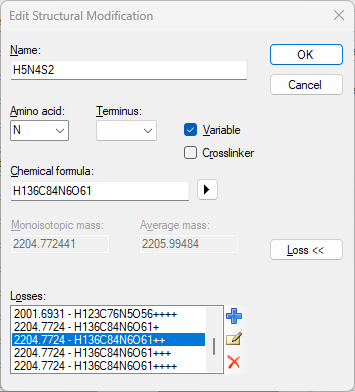 Edit Structural Modification
Name:
H5N4S2
OK
Cancel
Amino acid:
Terminus:
N
Variable
Crosslinker
Chemical formula:
H136C84N6O61
Monoisotopic mass:
Average mass:
2204.772441
2205.99484
Loss <<
Losses:
2001.6931 - H123C76N5O56++++
2204.7724 - H136C84N6O61+
2204.7724 - H136C84N6O61++
2204.7724 - H136C84N6O61+++
2204.7724 - H136C84N6O61++++